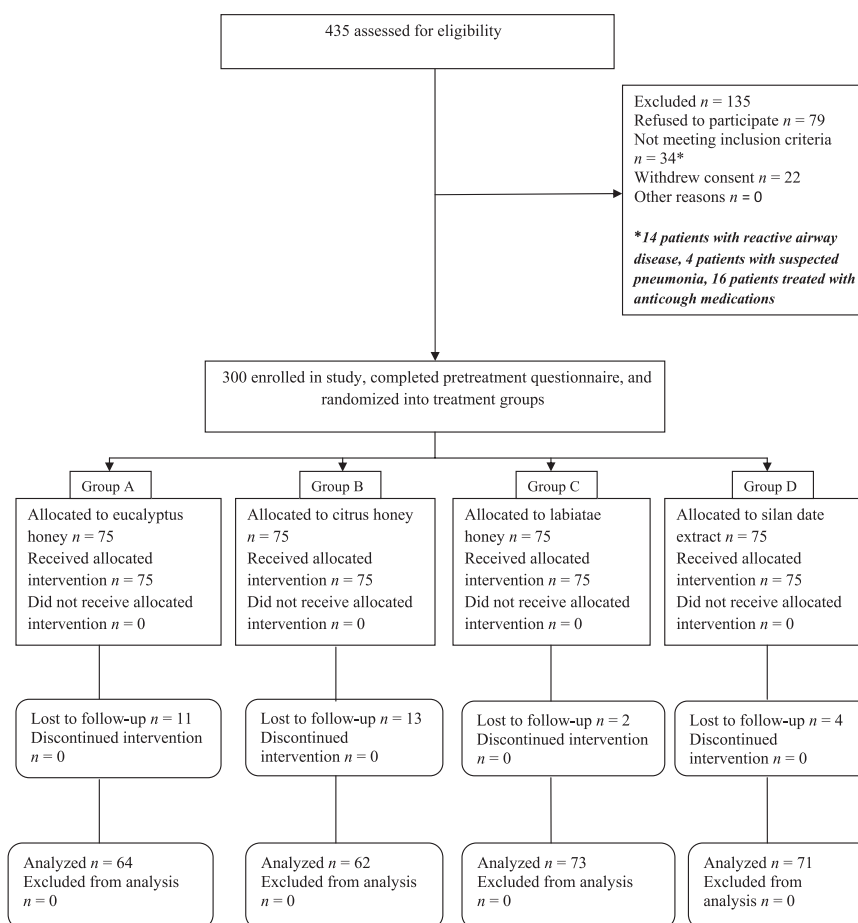 435 assessed for eligibility
Excluded n = 135
Refused to participate n = 79
Not meeting inclusion criteria
n = 34*
Withdrew consent n = 22
Other reasons n = 0
*14 patients with reactive airway
disease, 4 patients with suspected
pneumonia, 16 patients treated with
anticough medications
300 enrolled in study, completed pretreatment questionnaire, and
randomized into treatment groups
Group A
Allocated to eucalyptus
honey n = 75
Received allocated
intervention n = 75
Did not receive allocated
intervention n = 0
Group B
Allocated to citrus honey
n = 75
Received allocated
intervention n = 75
Did not receive allocated
intervention n = 0
Group C
Allocated to labiatae
honey n = 75
Received allocated
intervention n = 75
Did not receive allocated
intervention n = 0
Group D
Allocated to silan date
extract n = 75
Received allocated
intervention n = 75
Did not receive allocated
intervention n = 0
Lost to follow-up n = 11
Discontinued intervention
n = 0
Lost to follow-up n = 13
Discontinued
intervention n = 0
Lost to follow-up n = 2
Discontinued intervention
n = 0
Lost to follow-up n = 4
Discontinued
intervention n = 0
Analyzed n = 64
Excluded from analysis
n = 0
Analyzed n = 62
Excluded from analysis
n = 0
Analyzed n = 73
Excluded from analysis
n = 0
Analyzed n = 71
Excluded from
analysis n = 0